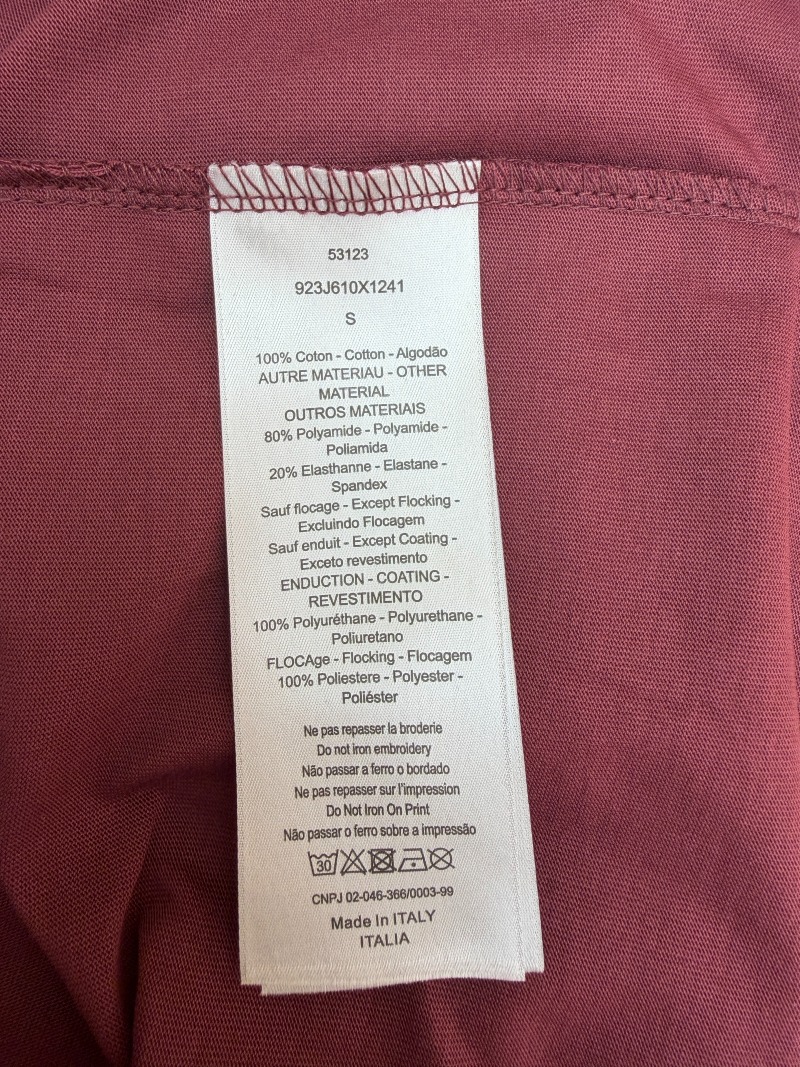 53123
923J610X1241
S
100% Coton - Cotton - Algodão
AUTRE MATERIAU - OTHER
MATERIAL
OUTROS MATERIAIS
80% Polyamide - Polyamide -
Poliamida
20% Elasthanne - Elastane -
Spandex
Sauf flocage - Except Flocking -
Excluindo Flocagem
Sauf enduit - Except Coating -
Exceto revestimento
ENDUCTION - COATING -
REVESTIMENTO
100% Polyuréthane - Polyurethane -
Poliuretano
FLOCAge - Flocking - Flocagem
100% Poliestere - Polyester -
Poliéster
Ne pas repasser la broderie
Do not iron embroidery
Não passar a ferro o bordado
Ne pas repasser sur l'impression
Do Not Iron On Print
Não passar o ferro sobre a impressão
30
CNPJ 02-046-366/0003-99
Made In ITALY
ITALIA